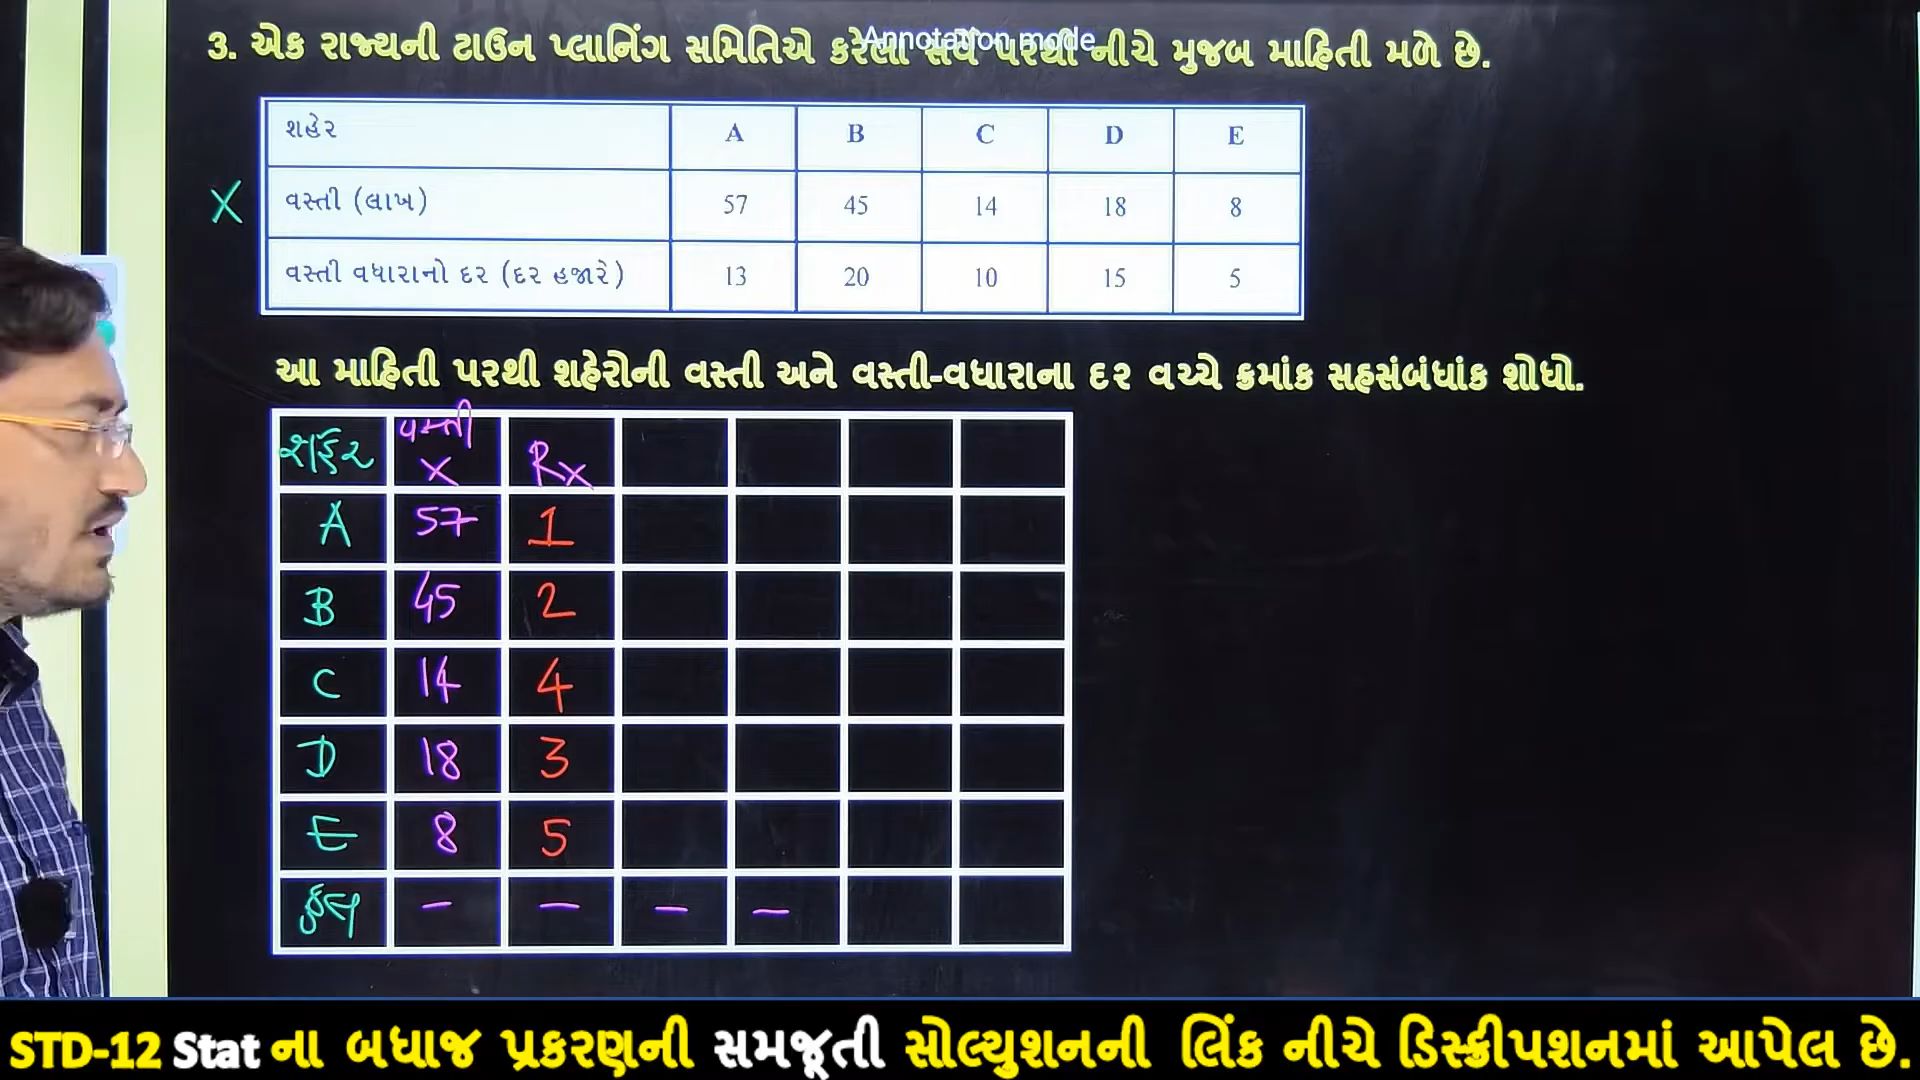 3. એક રાજ્યની ટાઉન પ્લાનિંગ સમિતિએ કરેલા સર્વે પરથી નીચે મુજબ માહિતી મળે છે.
Annotation mode
શહેર A B C D E
X વસ્તી (લાખ) 57 45 14 18 8
વસ્તી વધારાનો દર (દર હજારે) 13 20 10 15 5
આ માહિતી પરથી શહેરોની વસ્તી અને વસ્તી-વધારાના દર વચ્ચે ક્રમાંક સહસંબંધાંક શોધો.
શહેર વસ્તી X Rx
A 57 1
B 45 2
C 14 4
D 18 3
E 8 5
કુલ - - - -
STD-12 Stat ના બધાજ પ્રકરણની સમજૂતી સોલ્યુશનની લિંક નીચે ડિસ્ક્રીપશનમાં આપેલ છે.